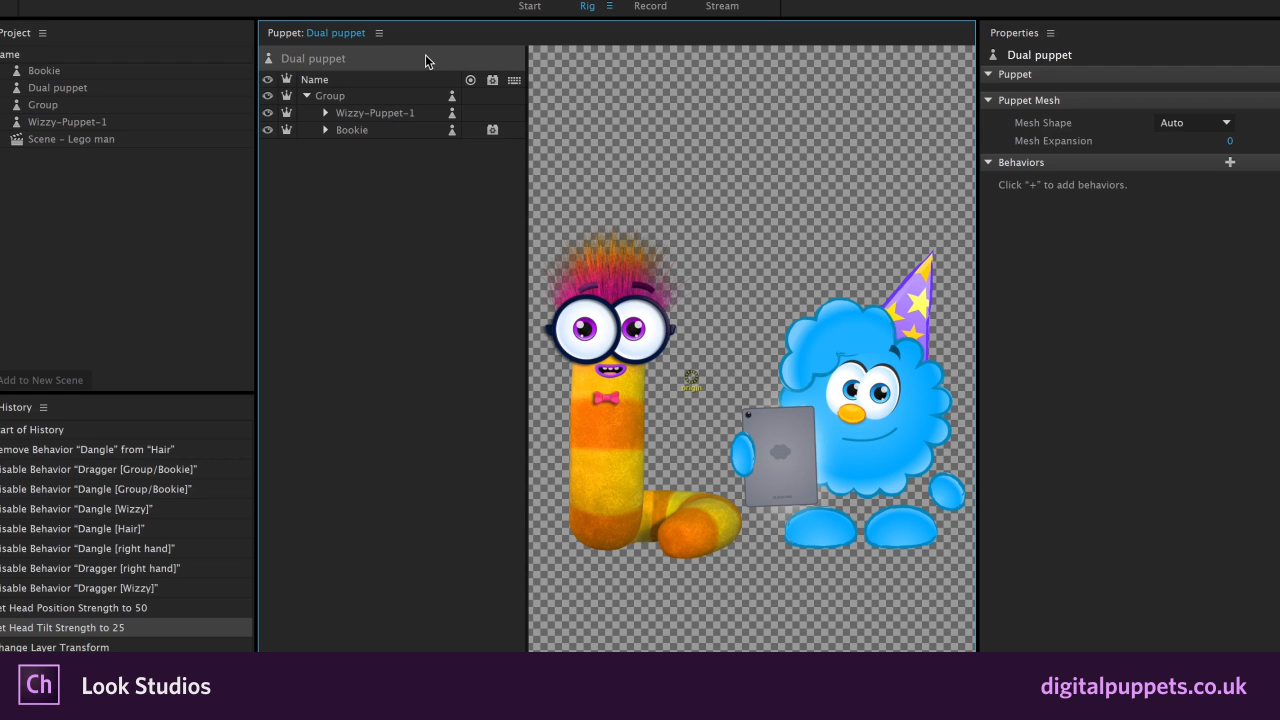 Start
Rig
Record
Stream
Project
ame
Bookie
Dual puppet
Group
Wizzy-Puppet-1
Scene - Lego man
Add to New Scene
History
art of History
emove Behavior "Dangle" from "Hair"
isable Behavior "Dragger [Group/Bookie]"
isable Behavior "Dangle [Group/Bookie]"
isable Behavior "Dangle [Wizzy]"
isable Behavior "Dangle [Hair]"
isable Behavior "Dangle [right hand]"
isable Behavior "Dragger [right hand]"
isable Behavior "Dragger [Wizzy]"
et Head Position Strength to 50
et Head Tilt Strength to 25
hange Layer Transform
Puppet: Dual puppet
Dual puppet
Name
Group
Wizzy-Puppet-1
Bookie
origin
Properties
Dual puppet
Puppet
Puppet Mesh
Mesh Shape Auto
Mesh Expansion 0
Behaviors
Click "+" to add behaviors.
Ch Look Studios
digitalpuppets.co.uk